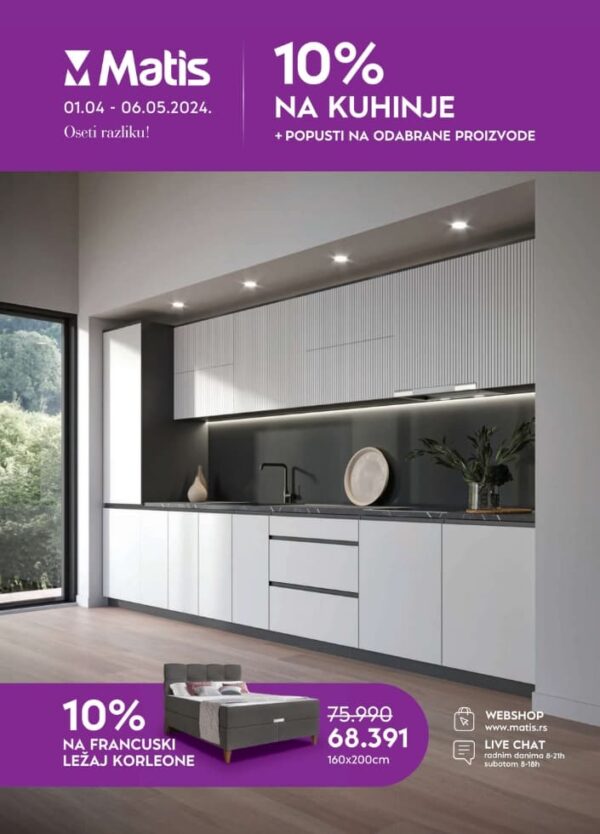 Matis
01.04 - 06.05.2024.
Oseti razliku!
10%
NA KUHINJE
+ POPUSTI NA ODABRANE PROIZVODE
10%
NA FRANCUSKI
LEŽAJ KORLEONE
75.990
68.391
160x200cm
WEBSHOP
www.matis.rs
LIVE CHAT
radnim danima 8-21h
subotom 8-18h